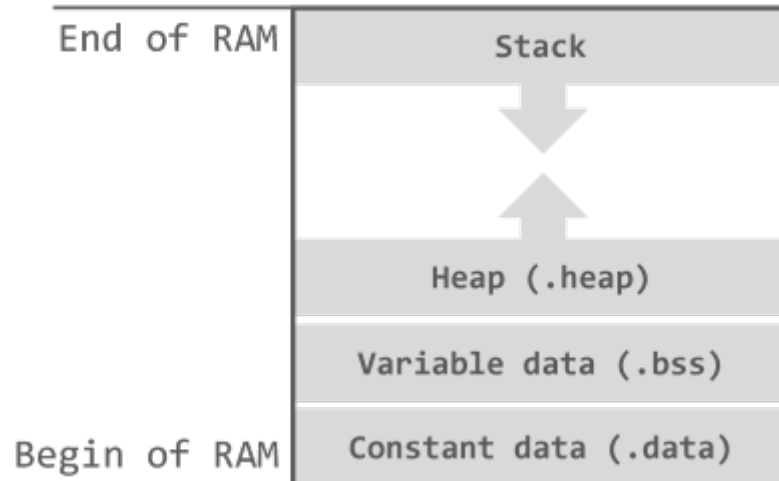 End of RAM
Stack
Heap (.heap)
Variable data (.bss)
Constant data (.data)
Begin of RAM